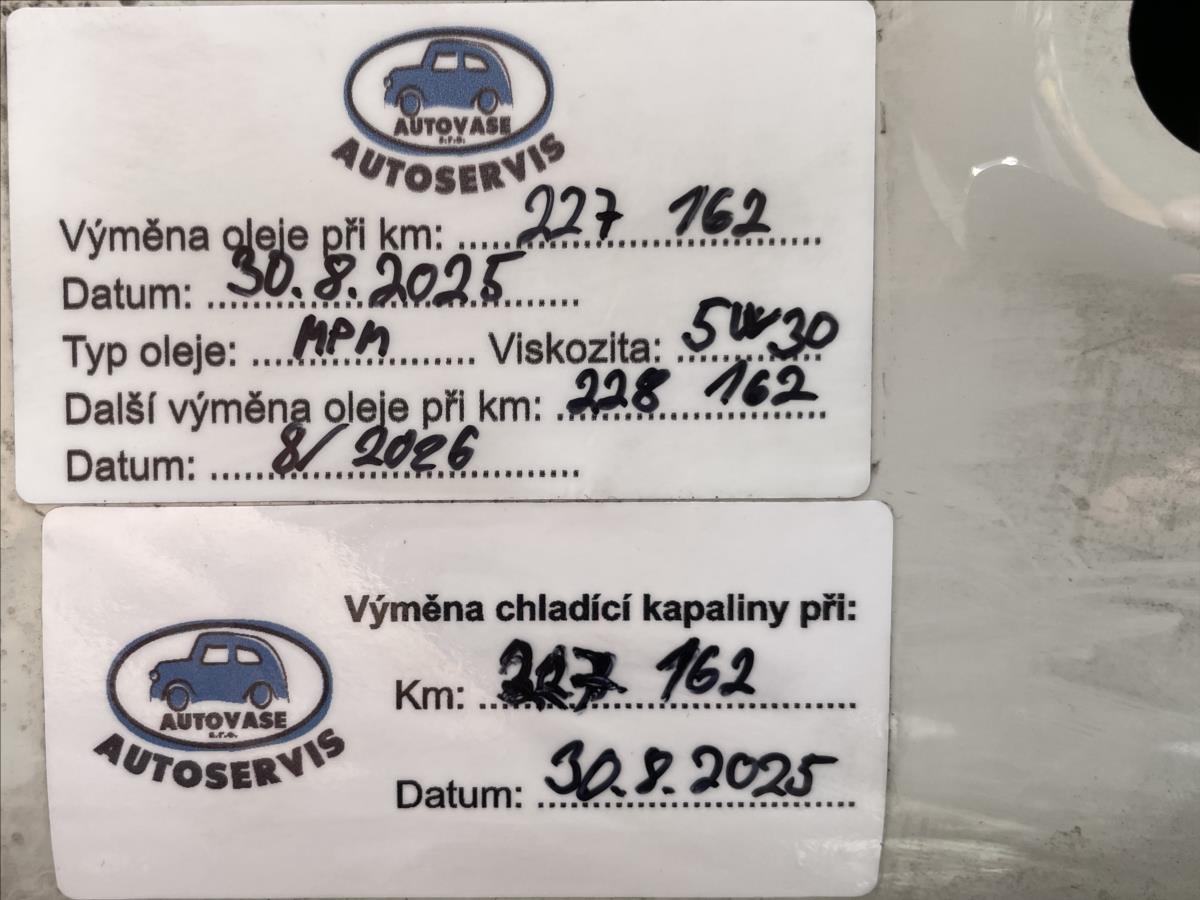 AUTOVASE
s.r.o.
AUTOSERVIS
Výměna oleje při km: 227 162
Datum: 30.8.2025
Typ oleje: MPM Viskozita: 5W30
Další výměna oleje při km: 228 162
Datum: 8/2026
Výměna chladící kapaliny při:
Km: 227 162
AUTOVASE
s.r.o.
AUTOSERVIS
Datum: 30.8.2025